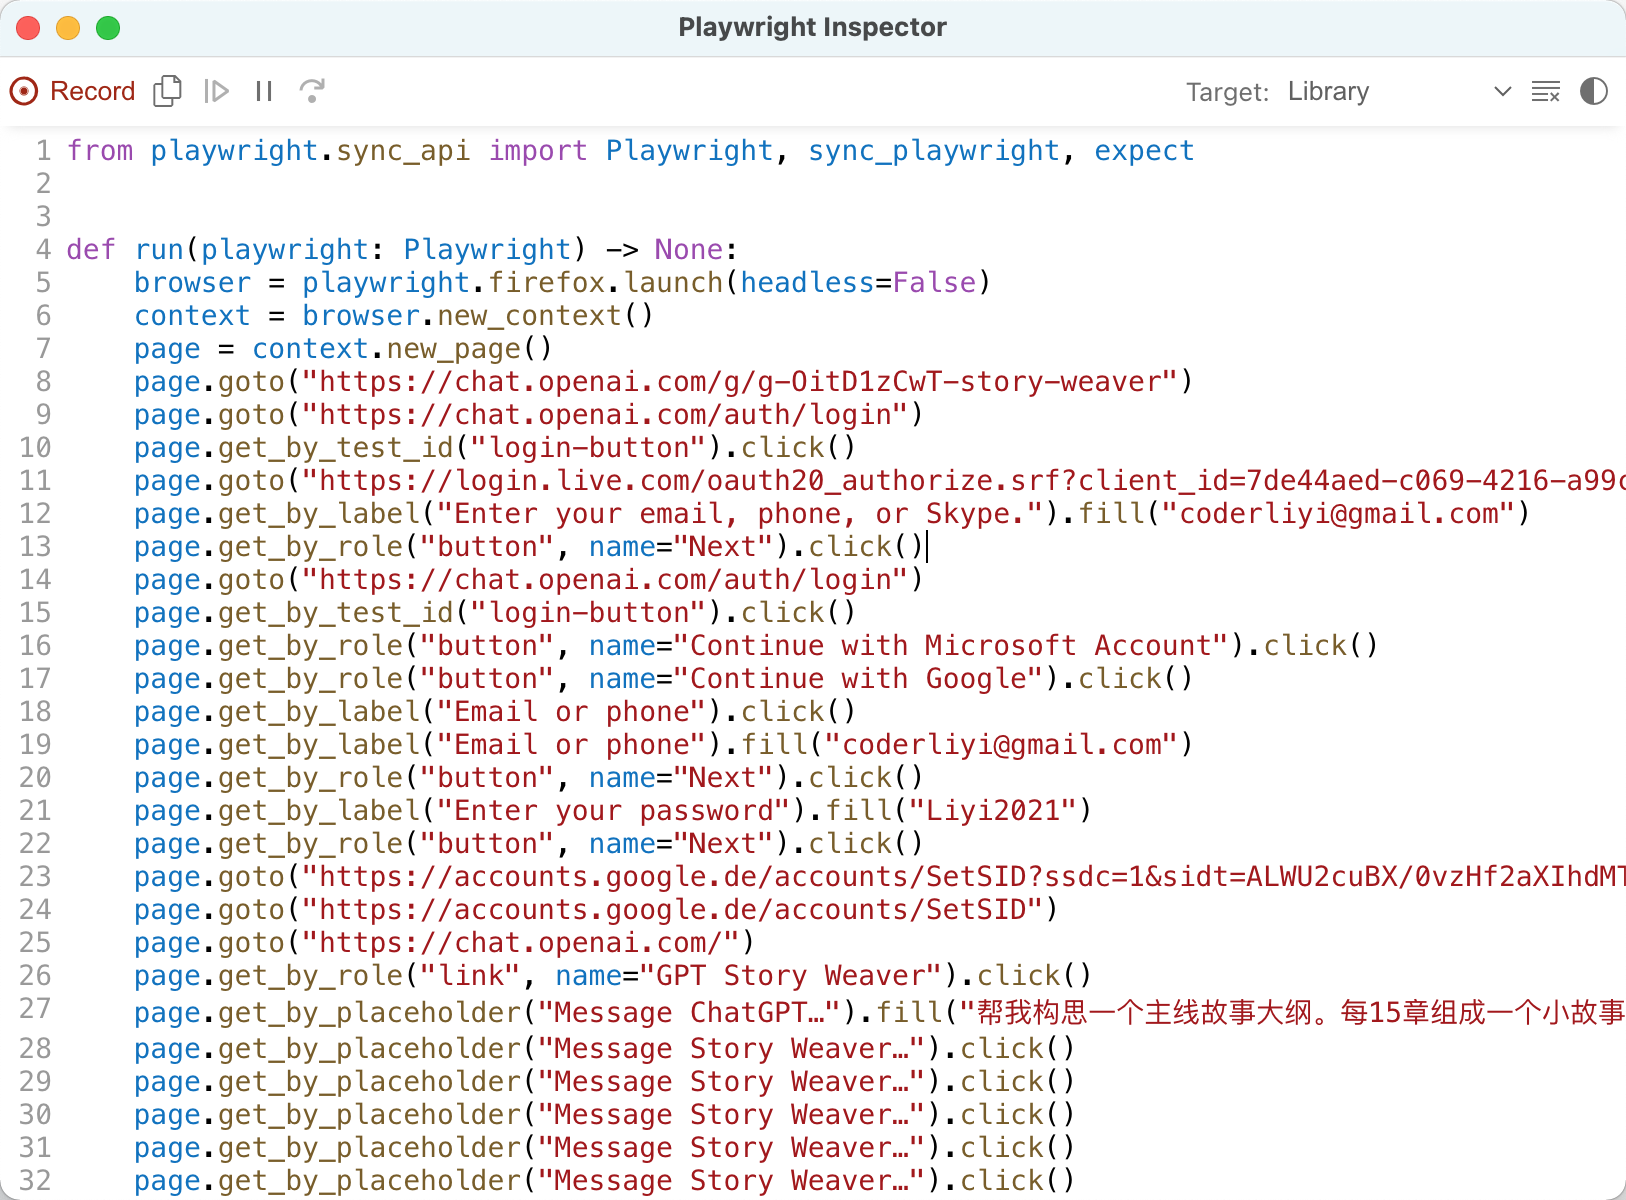 Playwright Inspector
Record
Target: Library
1 from playwright.sync_api import Playwright, sync_playwright, expect
2
3
4 def run(playwright: Playwright) -> None:
5     browser = playwright.firefox.launch(headless=False)
6     context = browser.new_context()
7     page = context.new_page()
8     page.goto("https://chat.openai.com/g/g-OitD1zCwT-story-weaver")
9     page.goto("https://chat.openai.com/auth/login")
10     page.get_by_test_id("login-button").click()
11     page.goto("https://login.live.com/oauth20_authorize.srf?client_id=7de44aed-c069-4216-a99c
12     page.get_by_label("Enter your email, phone, or Skype.").fill("coderliyi@gmail.com")
13     page.get_by_role("button", name="Next").click()
14     page.goto("https://chat.openai.com/auth/login")
15     page.get_by_test_id("login-button").click()
16     page.get_by_role("button", name="Continue with Microsoft Account").click()
17     page.get_by_role("button", name="Continue with Google").click()
18     page.get_by_label("Email or phone").click()
19     page.get_by_label("Email or phone").fill("coderliyi@gmail.com")
20     page.get_by_role("button", name="Next").click()
21     page.get_by_label("Enter your password").fill("Liyi2021")
22     page.get_by_role("button", name="Next").click()
23     page.goto("https://accounts.google.de/accounts/SetSID?ssdc=1&sidt=ALWU2cuBX/0vzHf2aXIhdMT
24     page.goto("https://accounts.google.de/accounts/SetSID")
25     page.goto("https://chat.openai.com/")
26     page.get_by_role("link", name="GPT Story Weaver").click()
27     page.get_by_placeholder("Message ChatGPT…").fill("帮我构思一个主线故事大纲。每15章组成一个小故事
28     page.get_by_placeholder("Message Story Weaver…").click()
29     page.get_by_placeholder("Message Story Weaver…").click()
30     page.get_by_placeholder("Message Story Weaver…").click()
31     page.get_by_placeholder("Message Story Weaver…").click()
32     page.get_by_placeholder("Message Story Weaver…").click()